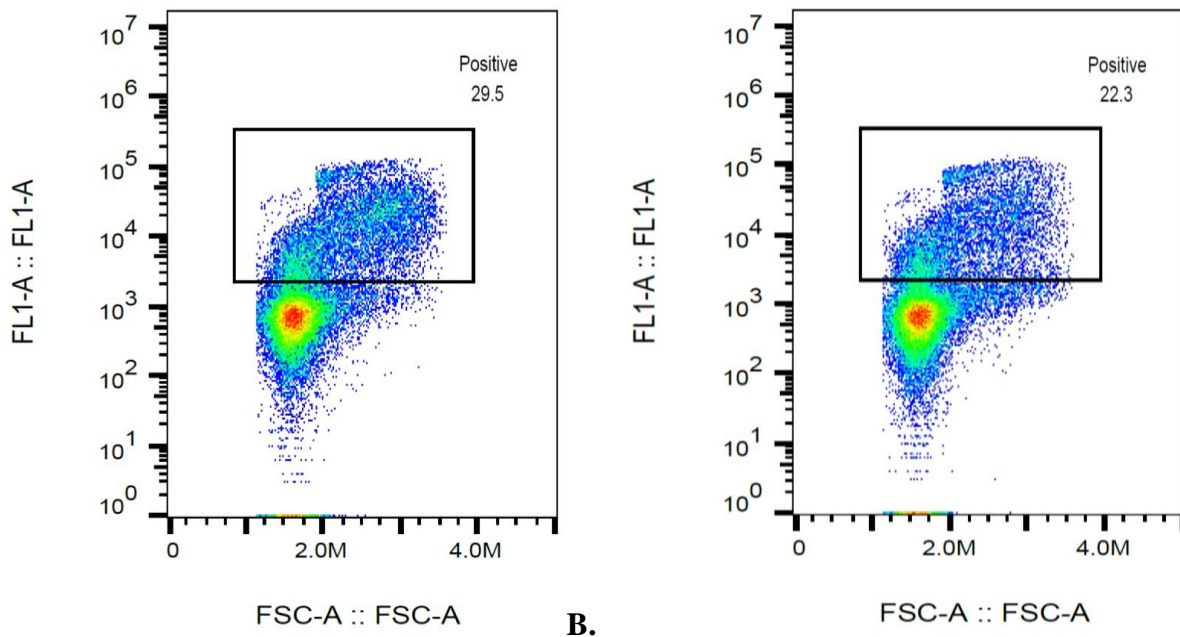 10^7
10^6
10^5
10^4
10^3
10^2
10^1
10^0
FL1-A :: FL1-A
Positive
29.5
0
2.0M
4.0M
FSC-A :: FSC-A
B.
10^7
10^6
10^5
10^4
10^3
10^2
10^1
10^0
FL1-A :: FL1-A
Positive
22.3
0
2.0M
4.0M
FSC-A :: FSC-A